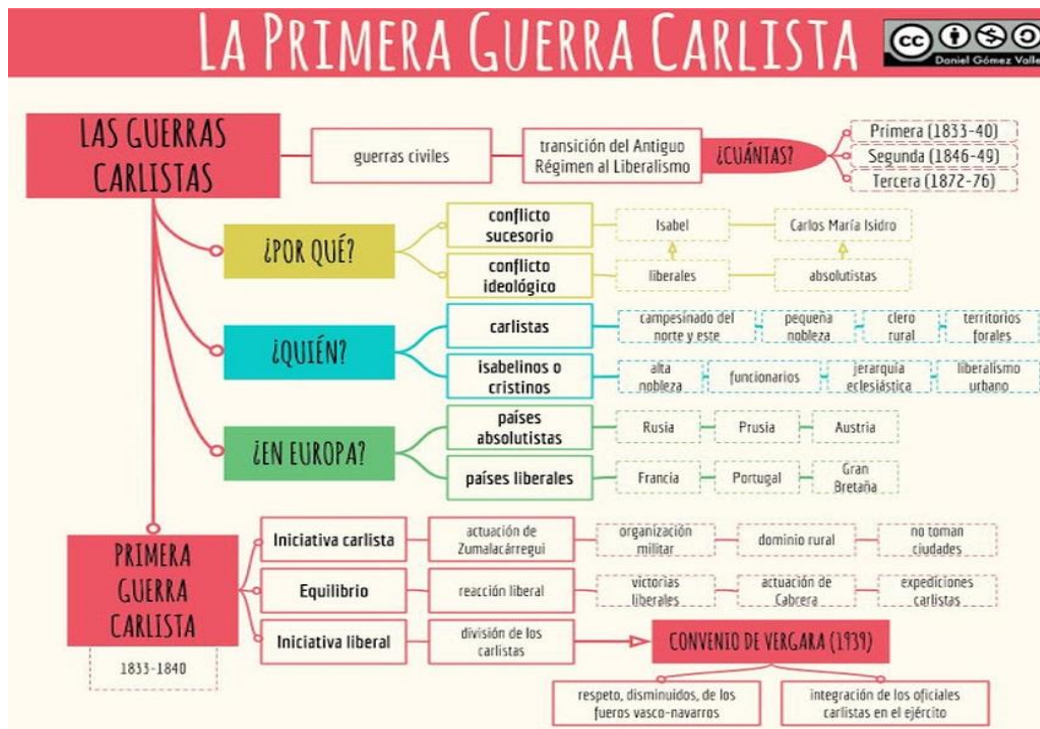 LA PRIMERA GUERRA CARLISTA
cc
Daniel Gómez Valle
LAS GUERRAS
CARLISTAS
guerras civiles
transición del Antiguo
Régimen al Liberalismo
¿CUÁNTAS?
Primera (1833-40)
Segunda (1846-49)
Tercera (1872-76)
¿POR QUÉ?
conflicto
sucesorio
Isabel
Carlos María Isidro
conflicto
ideológico
liberales
absolutistas
¿QUIÉN?
carlistas
campesinado del
norte y este
pequeña
nobleza
clero
rural
territorios
forales
isabelinos o
cristinos
alta
nobleza
funcionarios
jerarquía
eclesiástica
liberalismo
urbano
¿EN EUROPA?
países
absolutistas
Rusia
Prusia
Austria
países liberales
Francia
Portugal
Gran
Bretaña
PRIMERA
GUERRA
CARLISTA
1833-1840
Iniciativa carlista
actuación de
Zumalacárregui
organización
militar
dominio rural
no toman
ciudades
Equilibrio
reacción liberal
victorias
liberales
actuación de
Cabrera
expediciones
carlistas
Iniciativa liberal
división de los
carlistas
CONVENIO DE VERGARA (1939)
respeto, disminuidos, de los
fueros vasco-navarros
integración de los oficiales
carlistas en el ejército